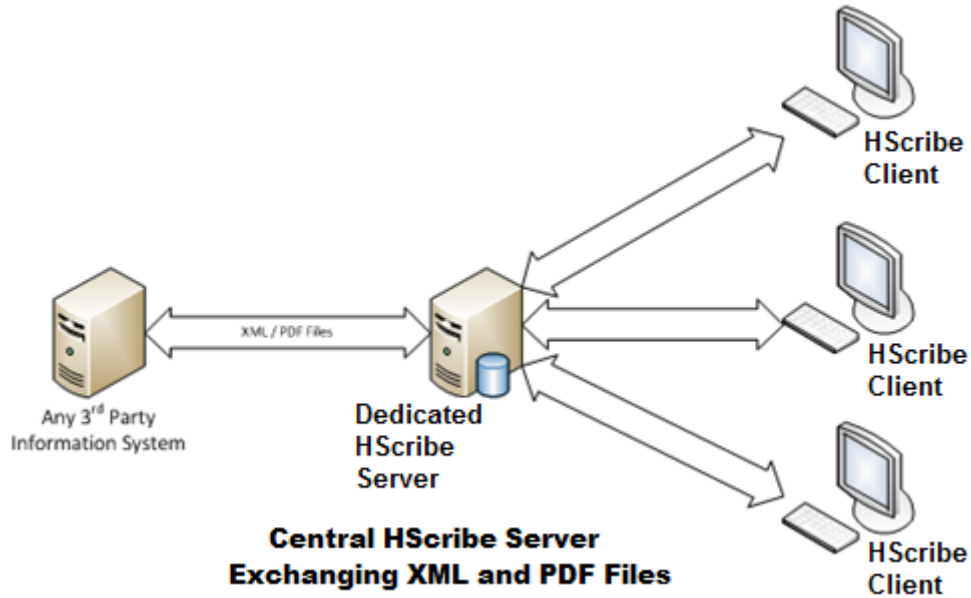 HScribe
Client
XML / PDF Files
HScribe
Client
Any 3rd Party
Information System
Dedicated
HScribe
Server
Central HScribe Server
Exchanging XML and PDF Files
HScribe
Client